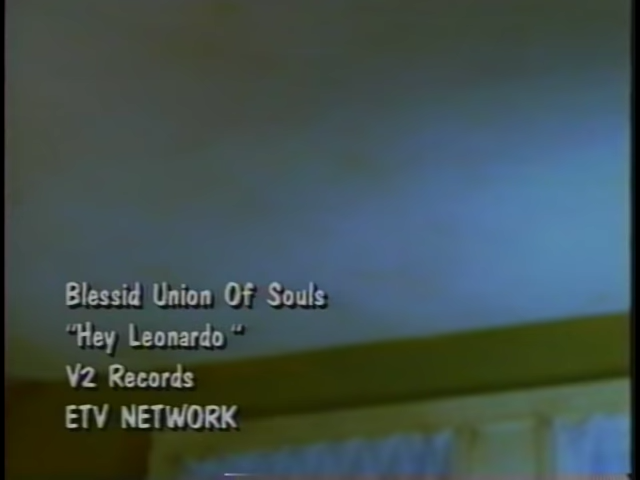 Blessid Union Of Souls
"Hey Leonardo"
V2 Records
ETV NETWORK